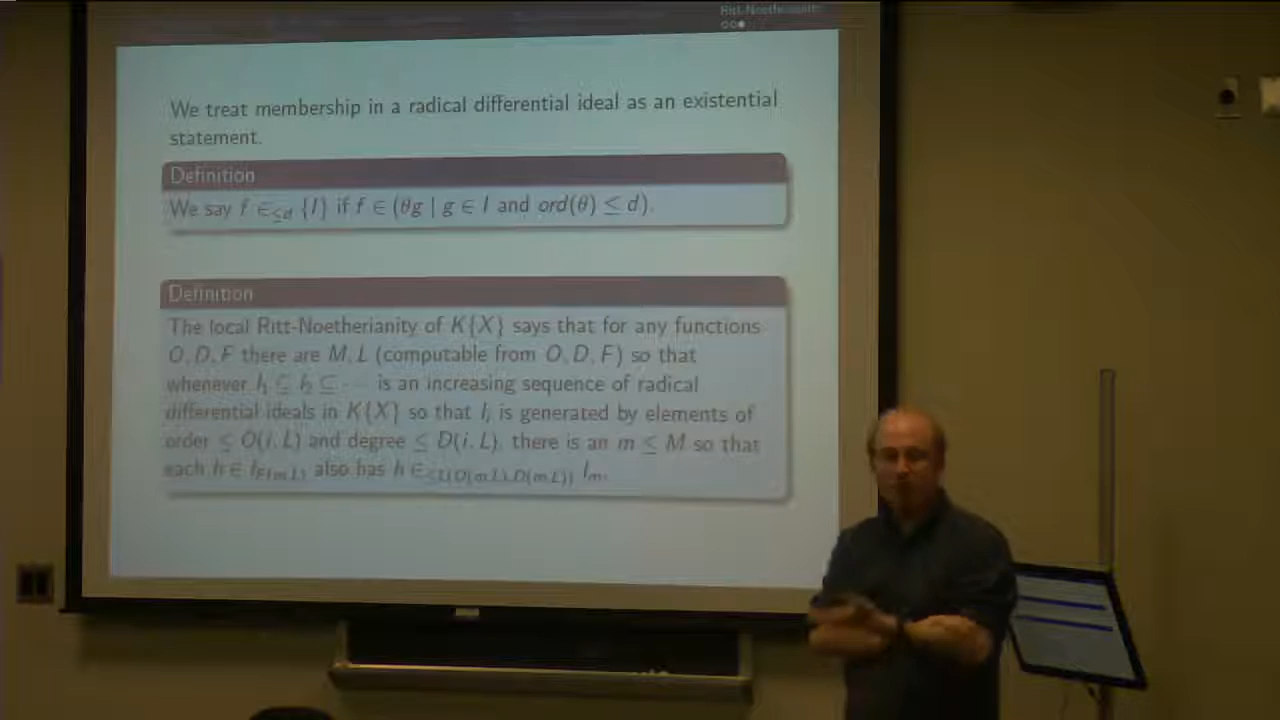 Ritt-Noetherianity
We treat membership in a radical differential ideal as an existential
statement.
Definition
We say f ∈≤d {I} if f ∈ (θg | g ∈ I and ord(θ) ≤ d).
Definition
The local Ritt-Noetherianity of K{X} says that for any functions
O, D, F there are M, L (computable from O, D, F) so that
whenever I₁ ⊆ I₂ ⊆ ··· is an increasing sequence of radical
differential ideals in K{X} so that Iᵢ is generated by elements of
order ≤ O(i, L) and degree ≤ D(i, L), there is an m ≤ M so that
each h ∈ I_F(m,L) also has h ∈≤L(O(m,L),D(m,L)) Iₘ.